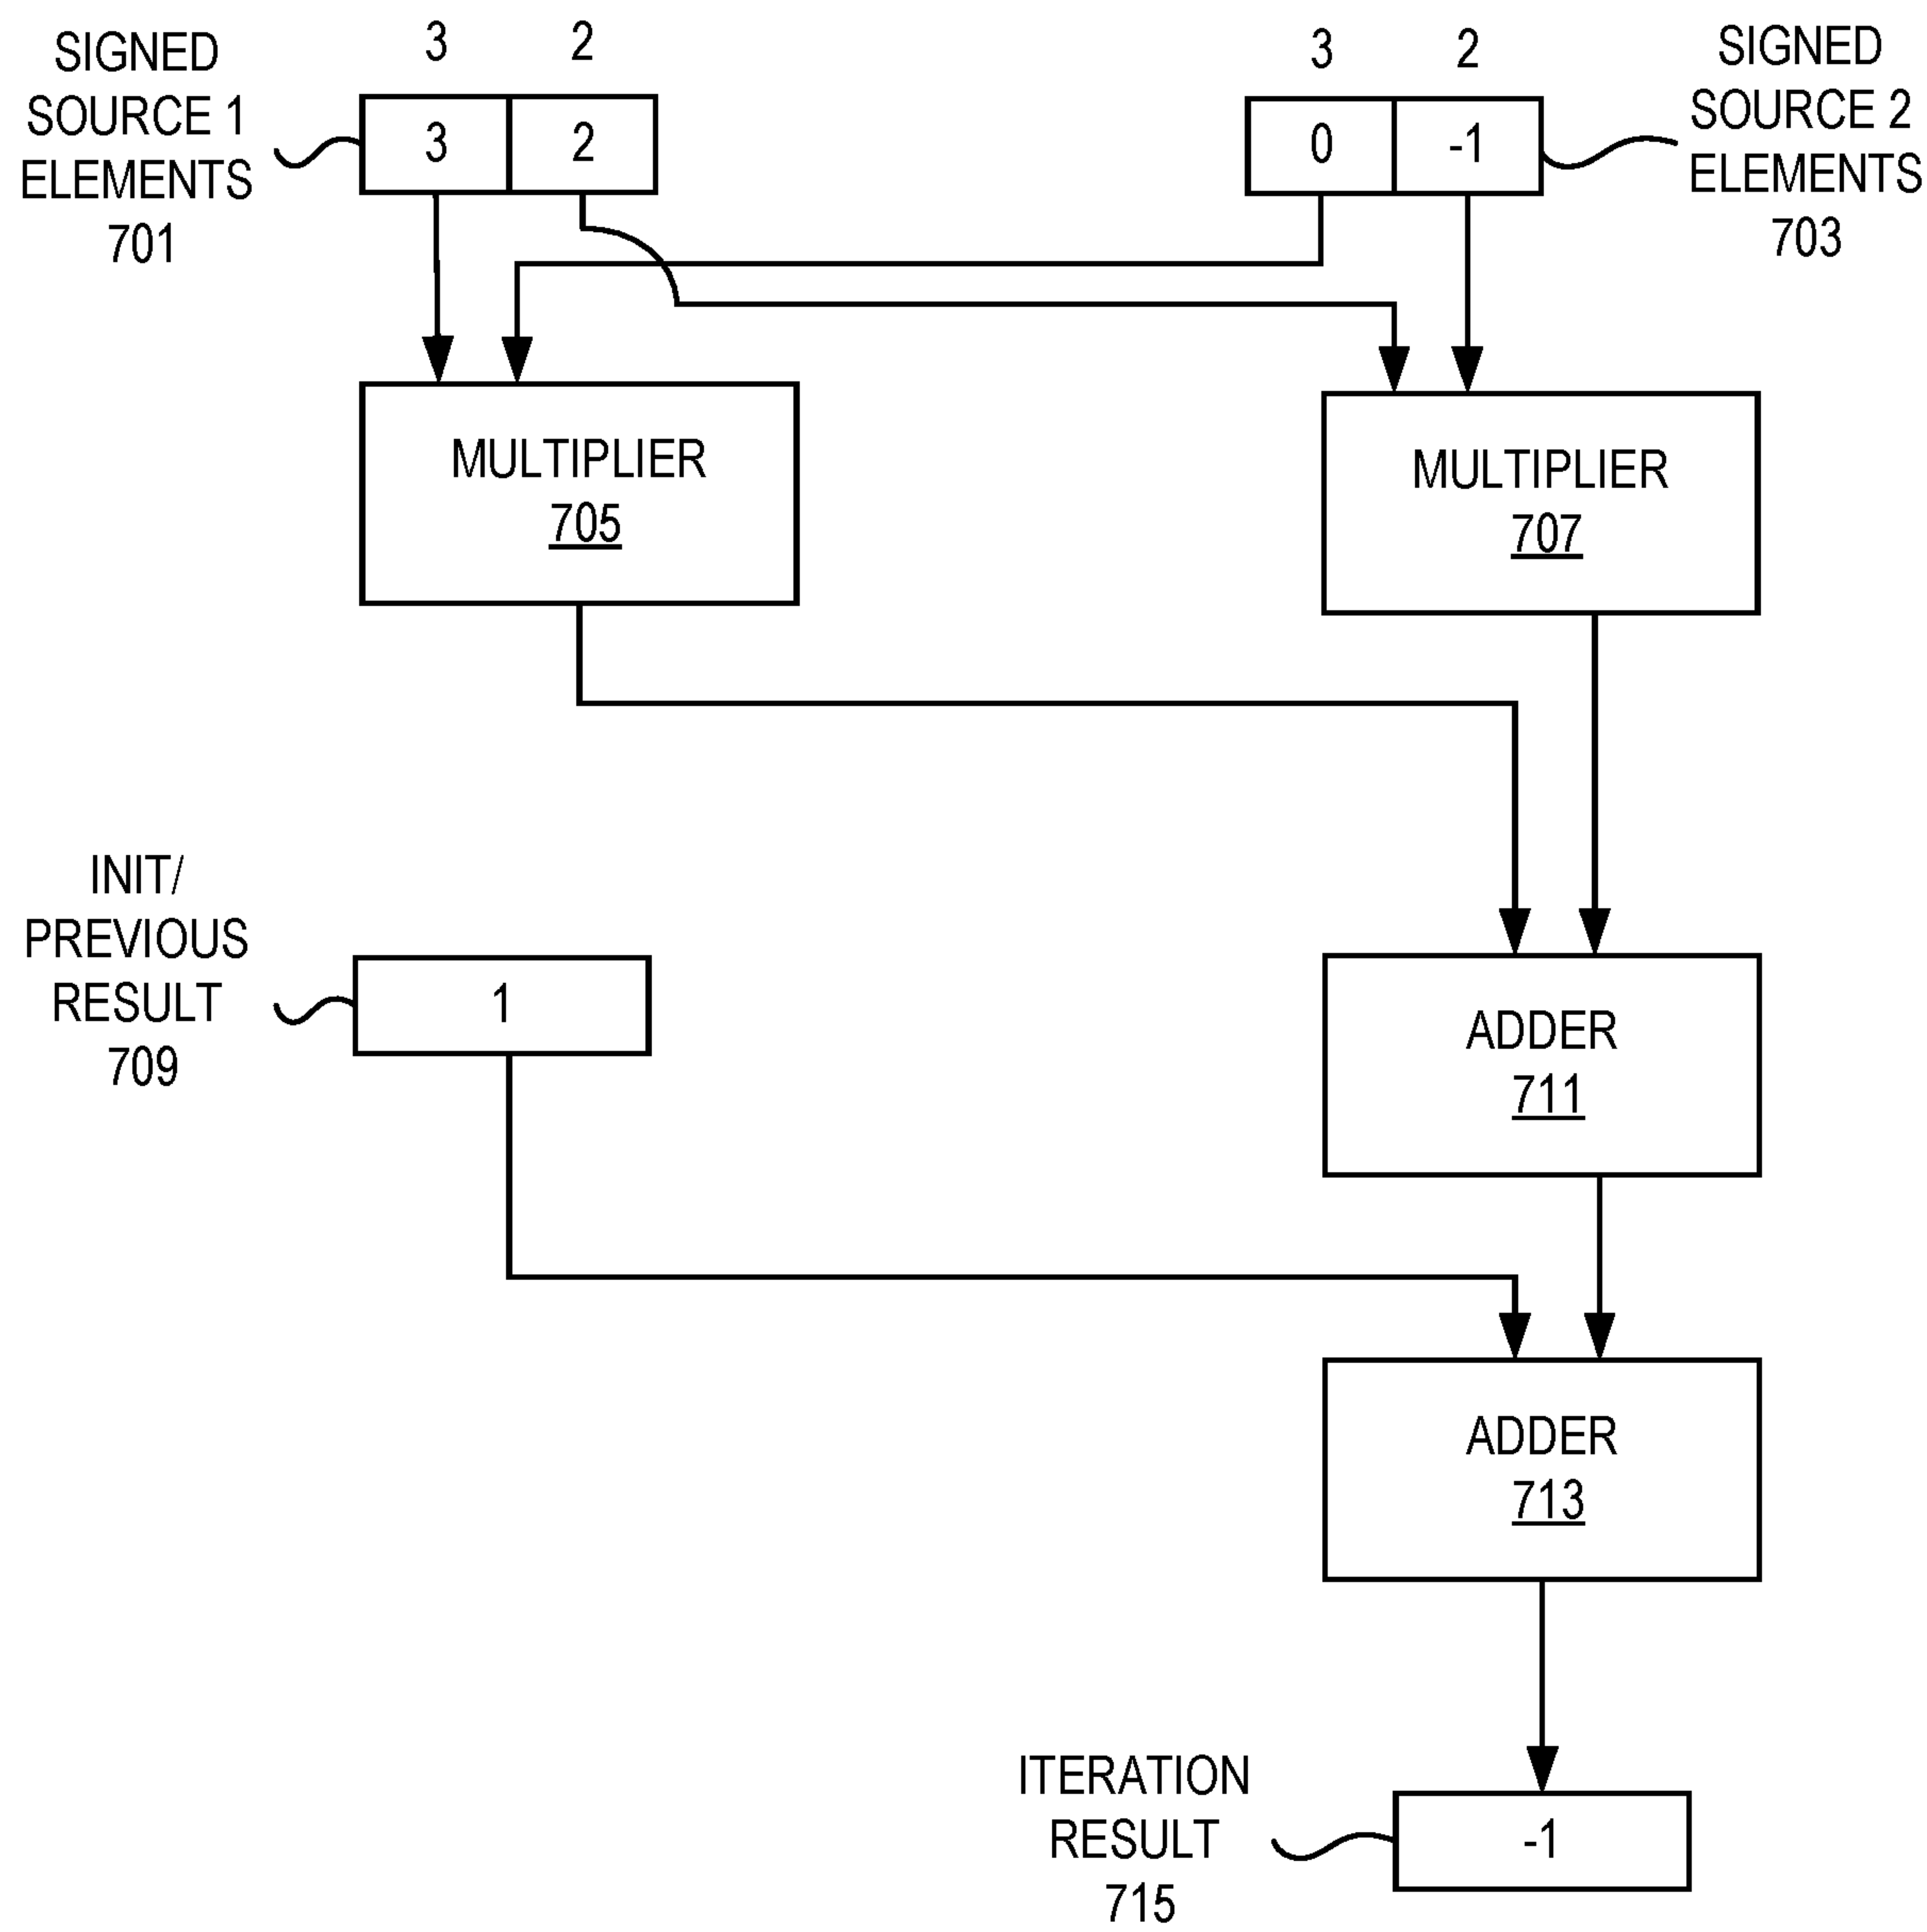 SIGNED
SOURCE 1
ELEMENTS
701
3 2
3 2
3 2
0 -1
SIGNED
SOURCE 2
ELEMENTS
703
MULTIPLIER
705
MULTIPLIER
707
INIT/
PREVIOUS
RESULT
709
1
ADDER
711
ADDER
713
ITERATION
RESULT
715
-1